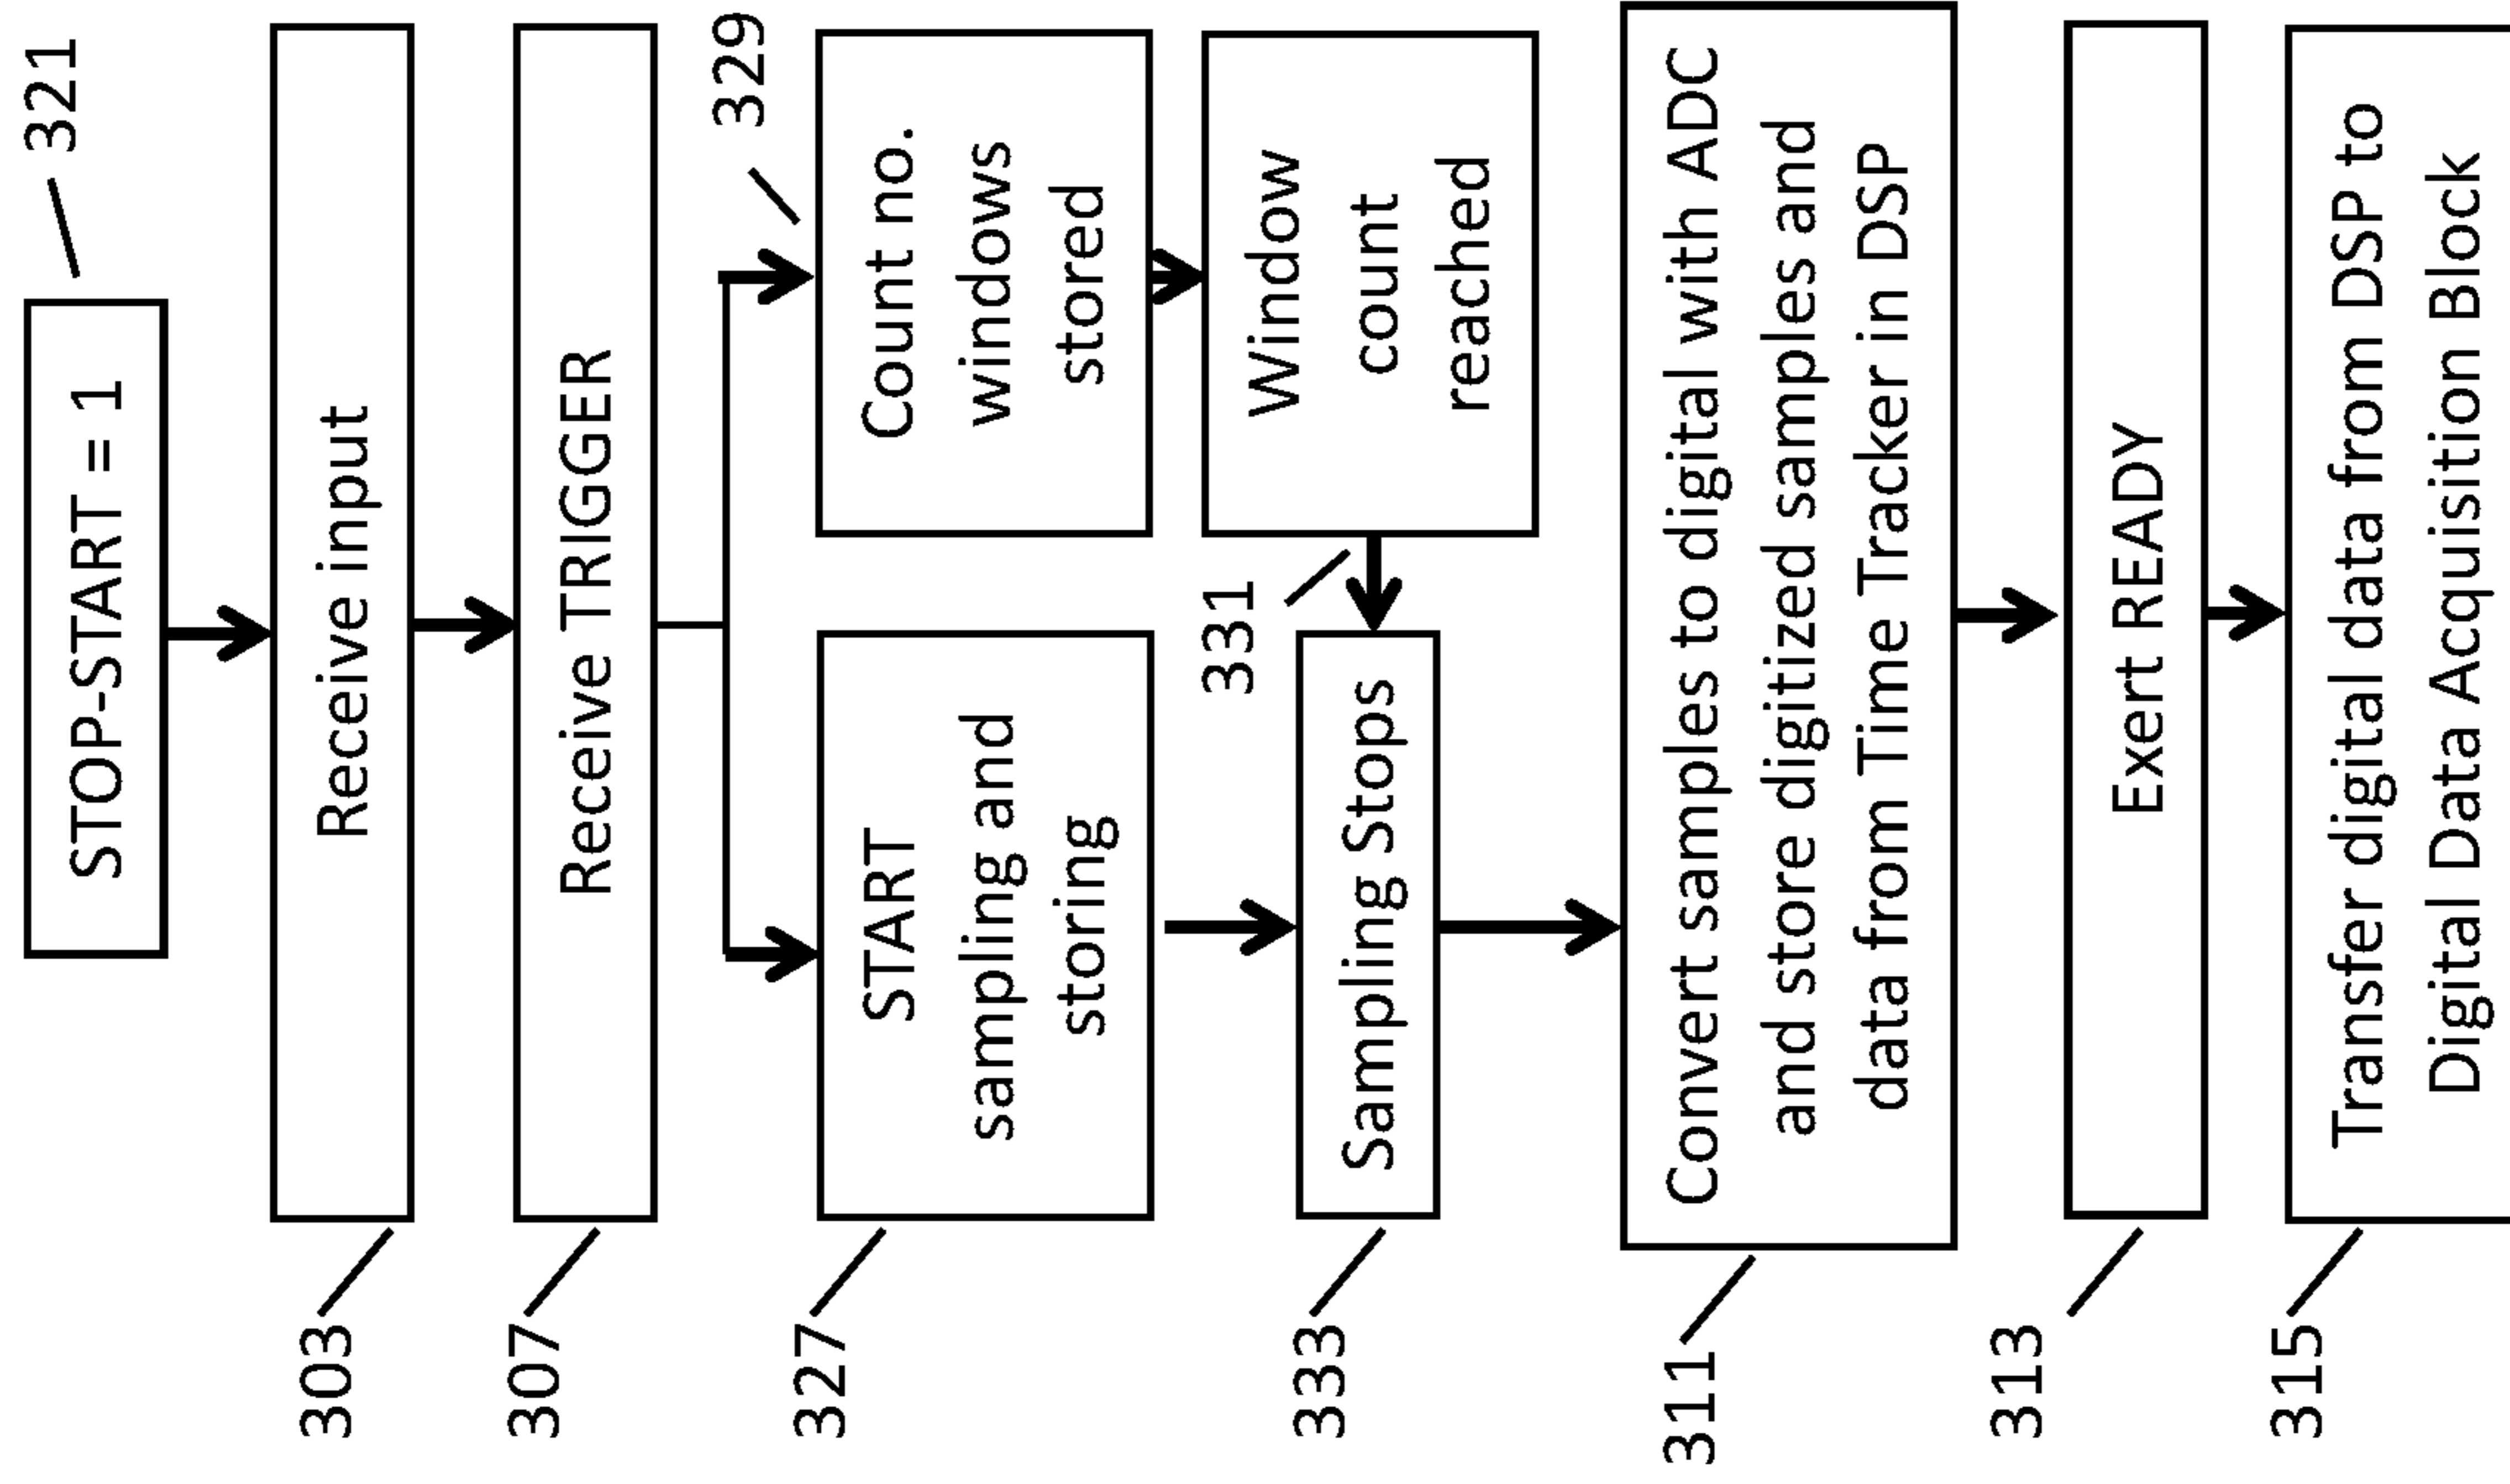 321
STOP-START = 1
303
Receive input
307
Receive TRIGGER
327
START
sampling and
storing
329
Count no.
windows
stored
331
Window
count
reached
333
Sampling Stops
311
Convert samples to digital with ADC
and store digitized samples and
data from Time Tracker in DSP
313
Exert READY
315
Transfer digital data from DSP to
Digital Data Acquisition Block